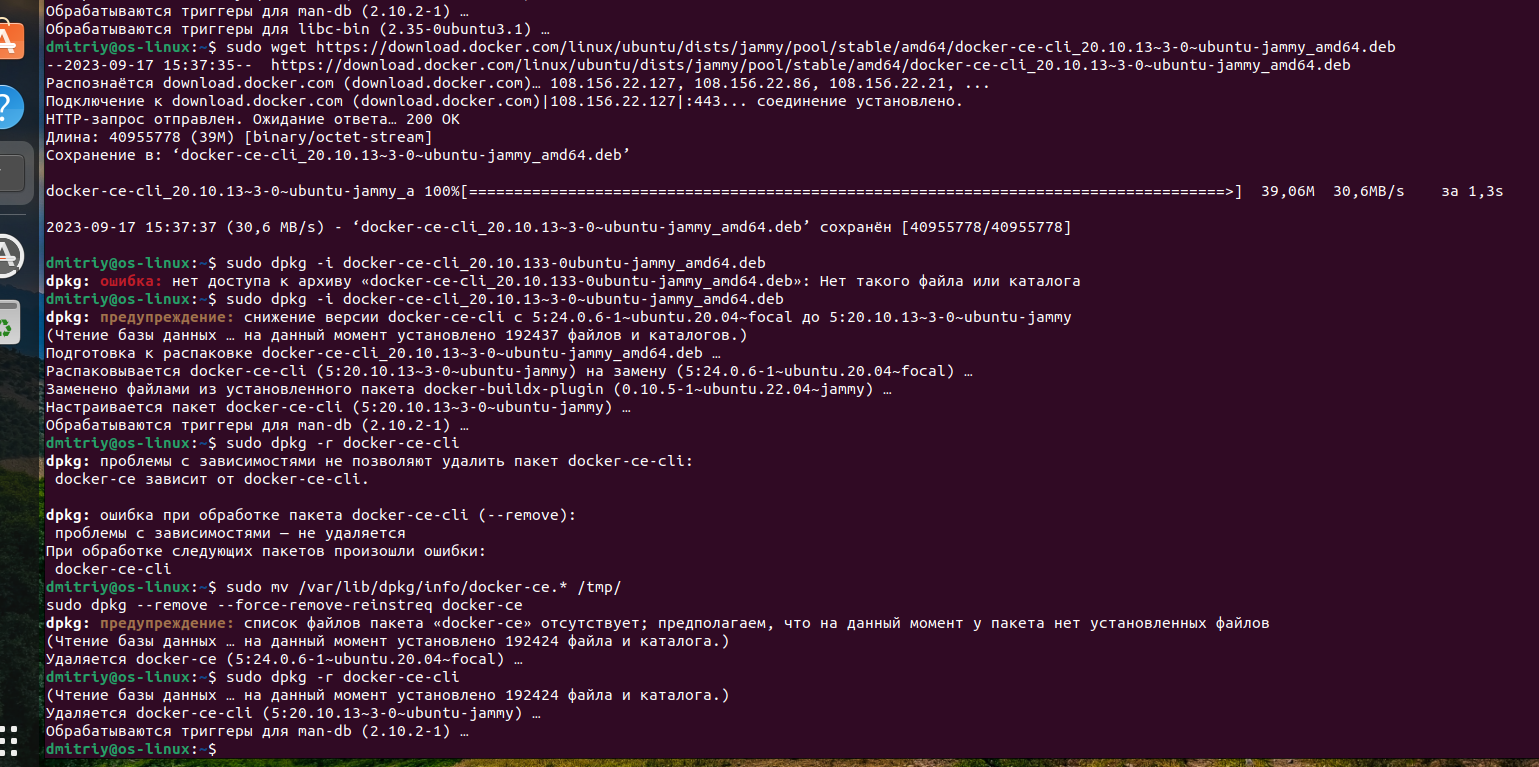 Обрабатываются триггеры для man-db (2.10.2-1) …
Обрабатываются триггеры для libc-bin (2.35-0ubuntu3.1) …
dmitriy@os-linux:~$ sudo wget https://download.docker.com/linux/ubuntu/dists/jammy/pool/stable/amd64/docker-ce-cli_20.10.13~3-0~ubuntu-jammy_amd64.deb
--2023-09-17 15:37:35--  https://download.docker.com/linux/ubuntu/dists/jammy/pool/stable/amd64/docker-ce-cli_20.10.13~3-0~ubuntu-jammy_amd64.deb
Распознаётся download.docker.com (download.docker.com)… 108.156.22.127, 108.156.22.86, 108.156.22.21, ...
Подключение к download.docker.com (download.docker.com)|108.156.22.127|:443... соединение установлено.
HTTP-запрос отправлен. Ожидание ответа… 200 OK
Длина: 40955778 (39M) [binary/octet-stream]
Сохранение в: ‘docker-ce-cli_20.10.13~3-0~ubuntu-jammy_amd64.deb’
docker-ce-cli_20.10.13~3-0~ubuntu-jammy_a 100%[====================================================================================>]  39,06M  30,6MB/s    за 1,3s
2023-09-17 15:37:37 (30,6 MB/s) - ‘docker-ce-cli_20.10.13~3-0~ubuntu-jammy_amd64.deb’ сохранён [40955778/40955778]
dmitriy@os-linux:~$ sudo dpkg -i docker-ce-cli_20.10.133-0ubuntu-jammy_amd64.deb
dpkg: ошибка: нет доступа к архиву «docker-ce-cli_20.10.133-0ubuntu-jammy_amd64.deb»: Нет такого файла или каталога
dmitriy@os-linux:~$ sudo dpkg -i docker-ce-cli_20.10.13~3-0~ubuntu-jammy_amd64.deb
dpkg: предупреждение: снижение версии docker-ce-cli с 5:24.0.6-1~ubuntu.20.04~focal до 5:20.10.13~3-0~ubuntu-jammy
(Чтение базы данных … на данный момент установлено 192437 файлов и каталогов.)
Подготовка к распаковке docker-ce-cli_20.10.13~3-0~ubuntu-jammy_amd64.deb …
Распаковывается docker-ce-cli (5:20.10.13~3-0~ubuntu-jammy) на замену (5:24.0.6-1~ubuntu.20.04~focal) …
Заменено файлами из установленного пакета docker-buildx-plugin (0.10.5-1~ubuntu.22.04~jammy) …
Настраивается пакет docker-ce-cli (5:20.10.13~3-0~ubuntu-jammy) …
Обрабатываются триггеры для man-db (2.10.2-1) …
dmitriy@os-linux:~$ sudo dpkg -r docker-ce-cli
dpkg: проблемы с зависимостями не позволяют удалить пакет docker-ce-cli:
 docker-ce зависит от docker-ce-cli.
dpkg: ошибка при обработке пакета docker-ce-cli (--remove):
 проблемы с зависимостями — не удаляется
При обработке следующих пакетов произошли ошибки:
 docker-ce-cli
dmitriy@os-linux:~$ sudo mv /var/lib/dpkg/info/docker-ce.* /tmp/
sudo dpkg --remove --force-remove-reinstreq docker-ce
dpkg: предупреждение: список файлов пакета «docker-ce» отсутствует; предполагаем, что на данный момент у пакета нет установленных файлов
(Чтение базы данных … на данный момент установлено 192424 файла и каталога.)
Удаляется docker-ce (5:24.0.6-1~ubuntu.20.04~focal) …
dmitriy@os-linux:~$ sudo dpkg -r docker-ce-cli
(Чтение базы данных … на данный момент установлено 192424 файла и каталога.)
Удаляется docker-ce-cli (5:20.10.13~3-0~ubuntu-jammy) …
Обрабатываются триггеры для man-db (2.10.2-1) …
dmitriy@os-linux:~$